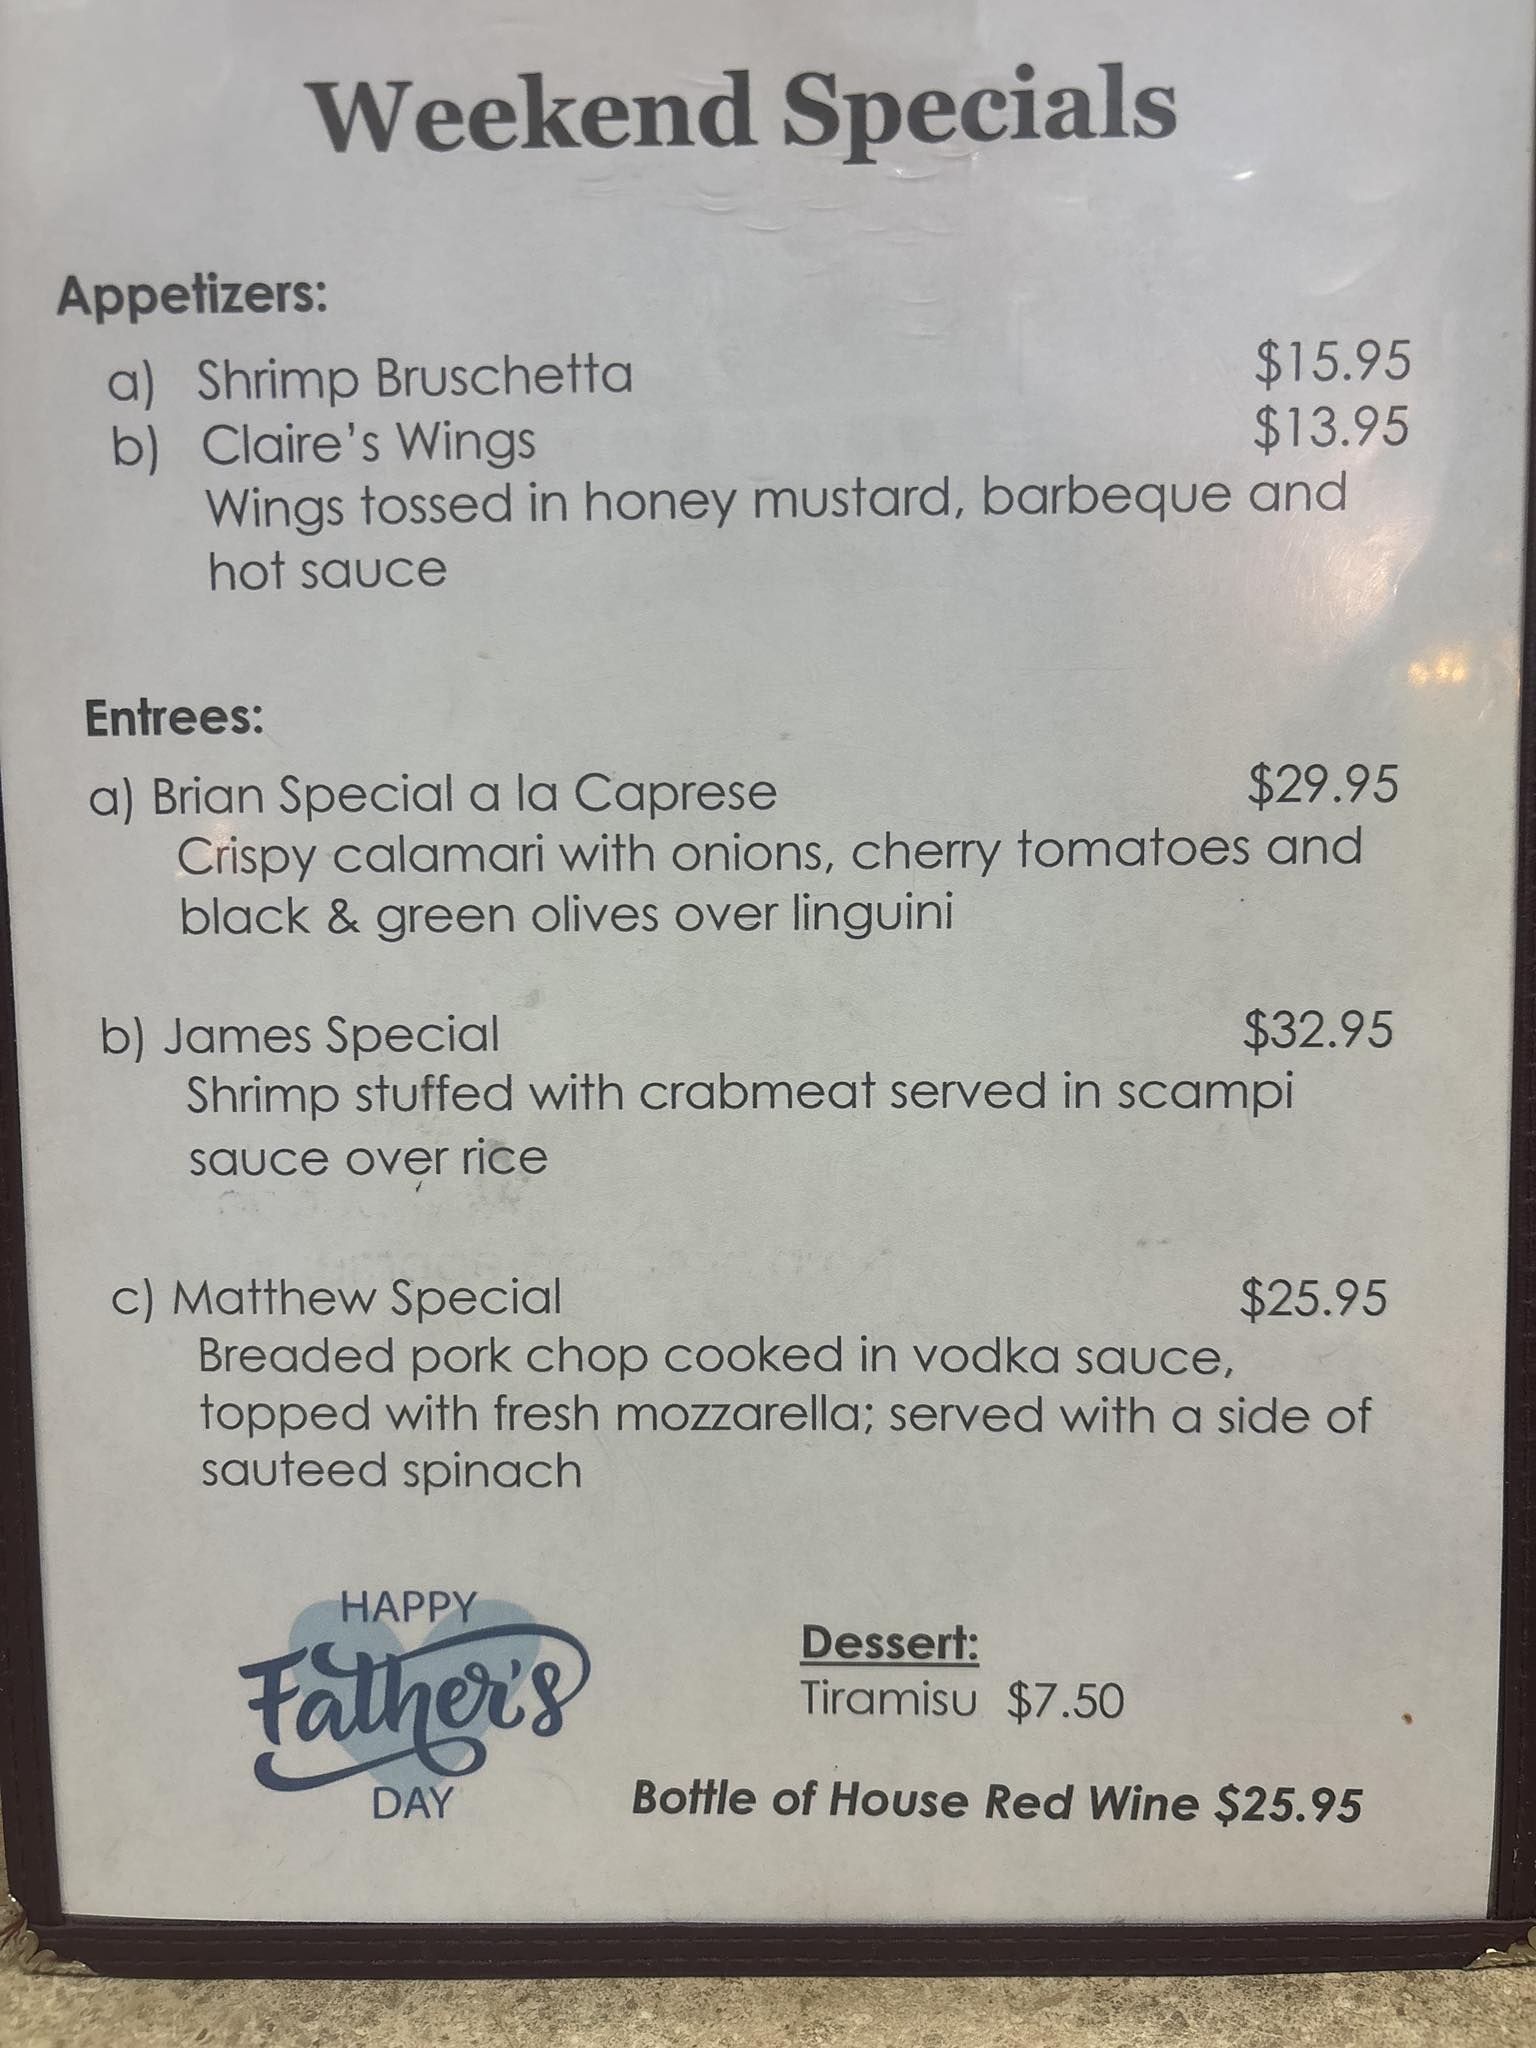 Weekend Specials
Appetizers:
a) Shrimp Bruschetta $15.95
b) Claire's Wings $13.95
Wings tossed in honey mustard, barbeque and
hot sauce
Entrees:
a) Brian Special a la Caprese $29.95
Crispy calamari with onions, cherry tomatoes and
black & green olives over linguini
b) James Special $32.95
Shrimp stuffed with crabmeat served in scampi
sauce over rice
c) Matthew Special $25.95
Breaded pork chop cooked in vodka sauce,
topped with fresh mozzarella; served with a side of
sauteed spinach
HAPPY
Father's
DAY
Dessert:
Tiramisu $7.50
Bottle of House Red Wine $25.95